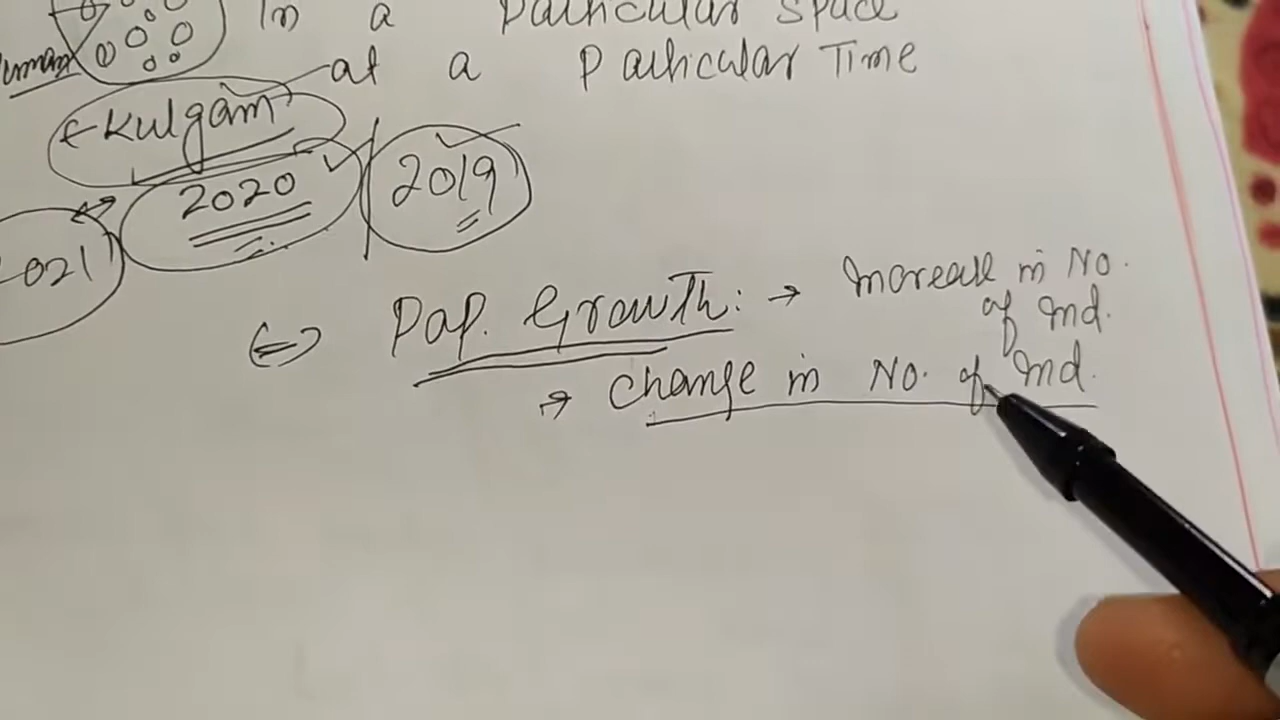 In a Particular Space
at a Particular Time
Kulgam
2020 2019
2021
Pop. Growth: → Increase in No.
of Ind.
→ Change in No. of Ind.